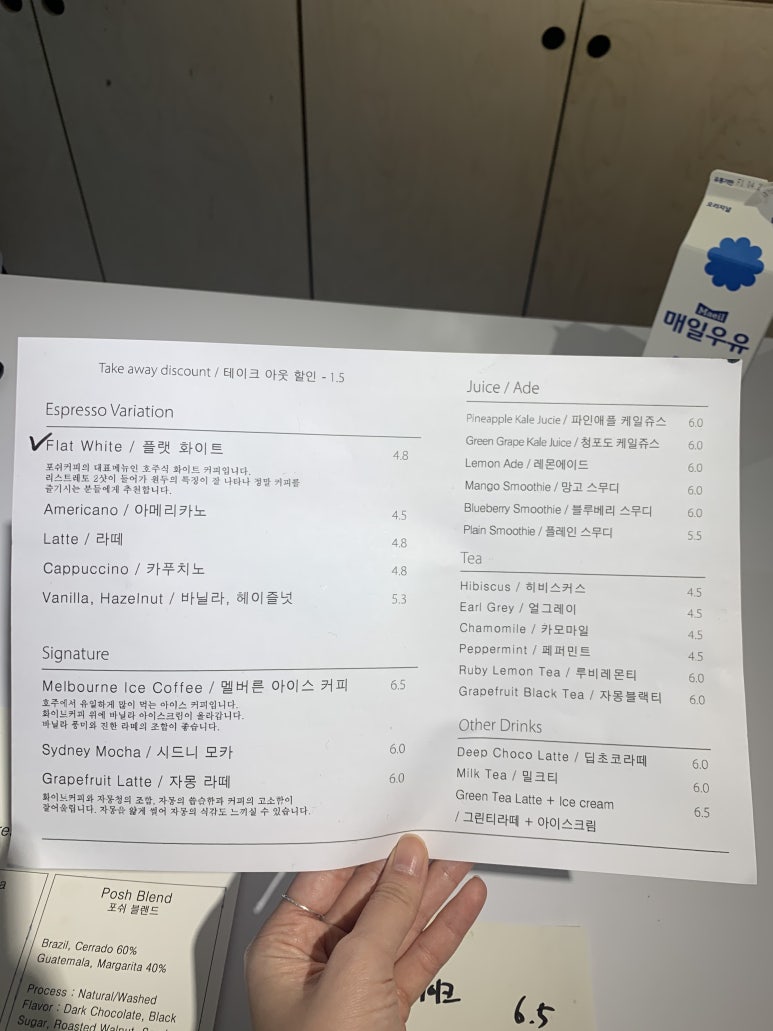 오리지널
Maeil
매일우유
Take away discount / 테이크 아웃 할인 - 1.5
Espresso Variation
Flat White / 플랫 화이트 4.8
포쉬커피의 대표메뉴인 호주식 화이트 커피입니다.
리스트레토 2샷이 들어가 원두의 특징이 잘 나타나 정말 커피를
즐기시는 분들에게 추천합니다.
Americano / 아메리카노 4.5
Latte / 라떼 4.8
Cappuccino / 카푸치노 4.8
Vanilla, Hazelnut / 바닐라, 헤이즐넛 5.3
Signature
Melbourne Ice Coffee / 멜버른 아이스 커피 6.5
호주에서 유일하게 많이 먹는 아이스 커피입니다.
화이트커피 위에 바닐라 아이스크림이 올라갑니다.
바닐라 풍미와 진한 라떼의 조합이 좋습니다.
Sydney Mocha / 시드니 모카 6.0
Grapefruit Latte / 자몽 라떼 6.0
화이트커피와 자몽청의 조합, 자몽의 씁슬한과 커피의 고소함이
잘어울립니다. 자몽을 얇게 썰어 자몽의 식감도 느끼실 수 있습니다.
Juice / Ade
Pineapple Kale Jucie / 파인애플 케일쥬스 6.0
Green Grape Kale Juice / 청포도 케일쥬스 6.0
Lemon Ade / 레몬에이드 6.0
Mango Smoothie / 망고 스무디 6.0
Blueberry Smoothie / 블루베리 스무디 6.0
Plain Smoothie / 플레인 스무디 5.5
Tea
Hibiscus / 히비스커스 4.5
Earl Grey / 얼그레이 4.5
Chamomile / 카모마일 4.5
Peppermint / 페퍼민트 4.5
Ruby Lemon Tea / 루비레몬티 6.0
Grapefruit Black Tea / 자몽블랙티 6.0
Other Drinks
Deep Choco Latte / 딥초코라떼 6.0
Milk Tea / 밀크티 6.0
Green Tea Latte + Ice cream 6.5
/ 그린티라떼 + 아이스크림
Posh Blend
포쉬 블렌드
Brazil, Cerrado 60%
Guatemala, Margarita 40%
Process : Natural/Washed
Flavor : Dark Chocolate, Black
Sugar, Roasted Walnut
6.5